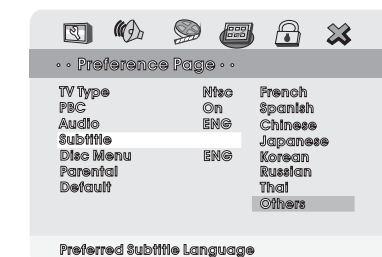 ·· Preference Page ··
TV Type Ntsc French
PBC On Spanish
Audio ENG Chinese
Subtitle Japanese
Disc Menu ENG Korean
Parental Russian
Default Thai
Others
Preferred Subtitle Language